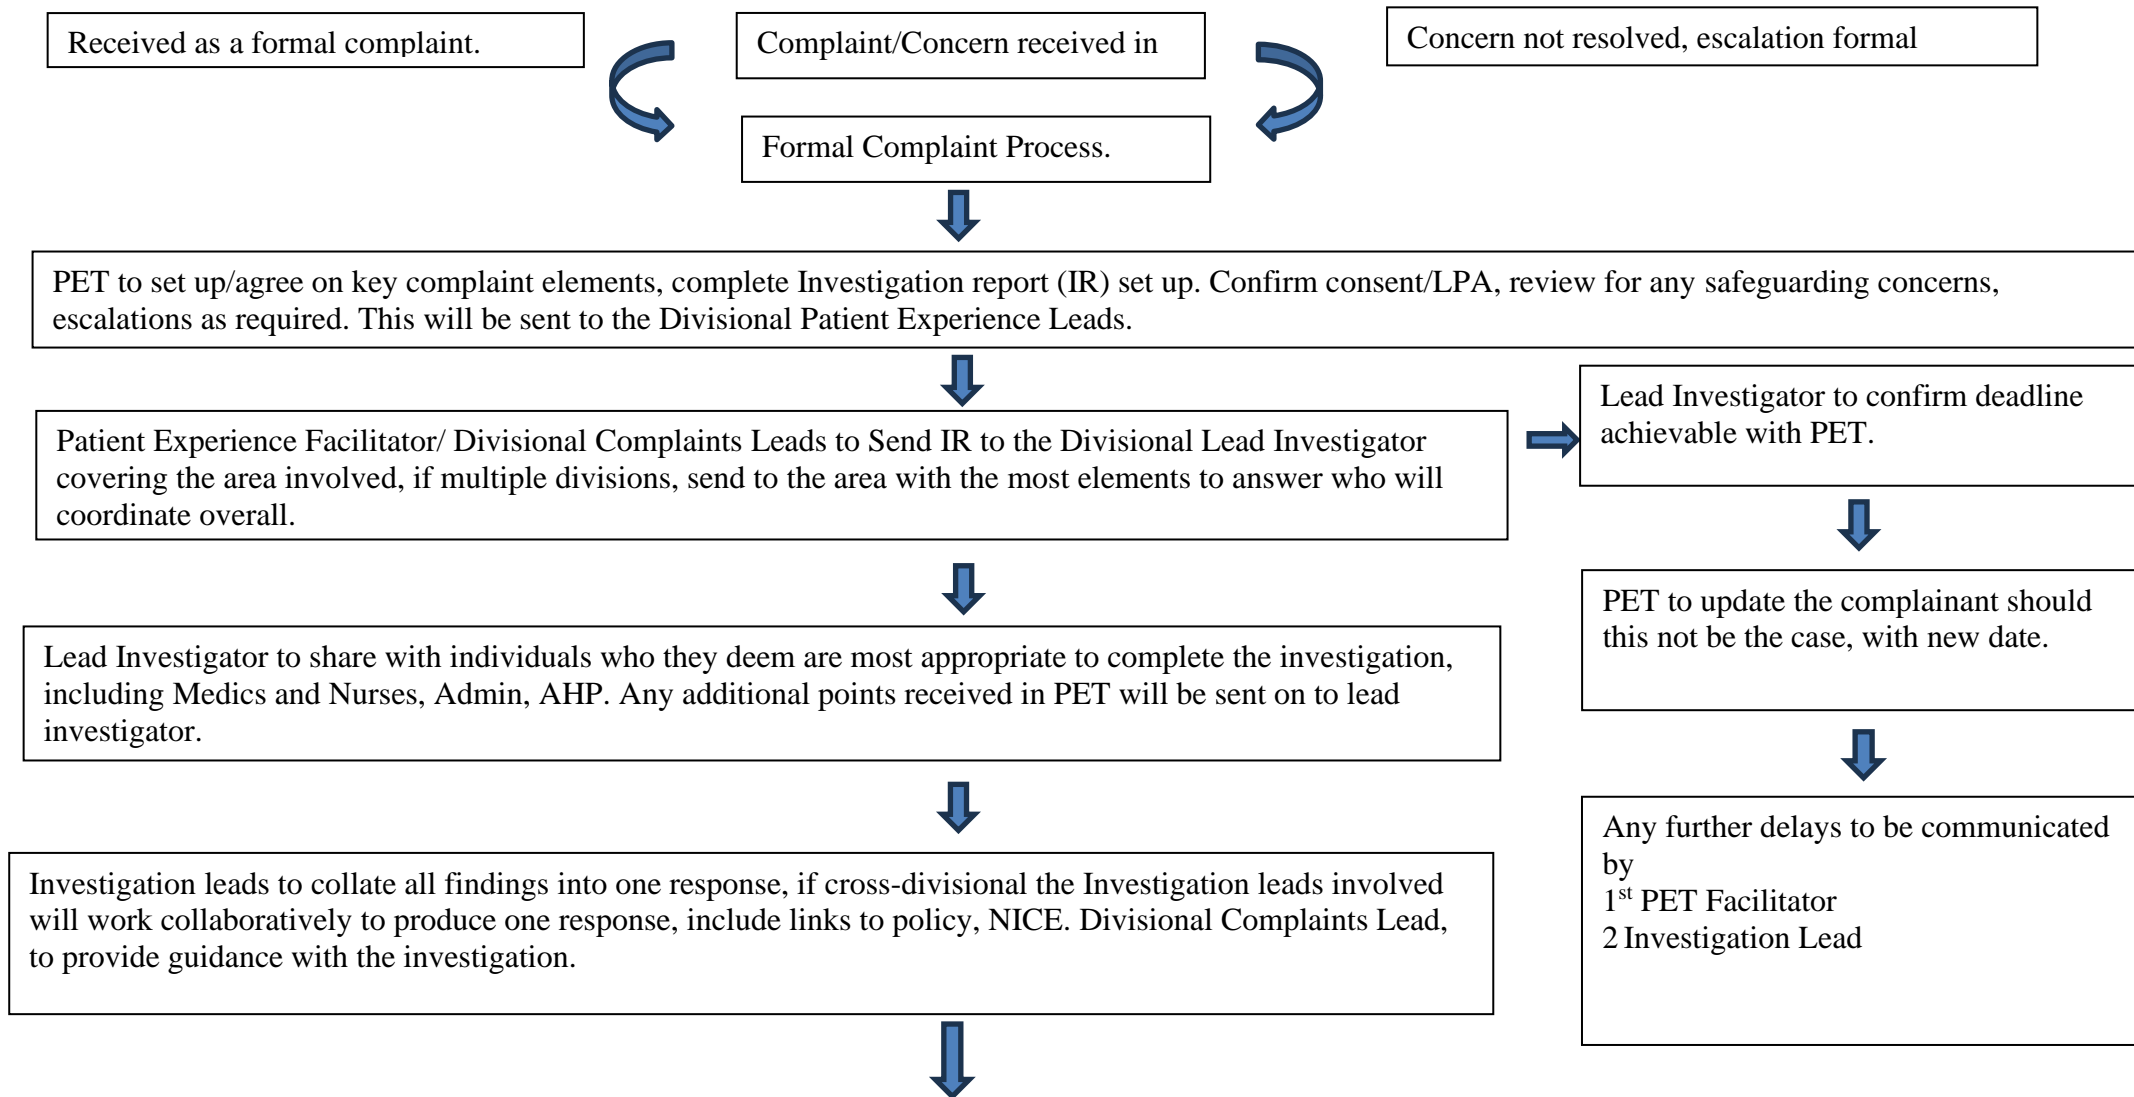 Received as a formal complaint.
Complaint/Concern received in
Concern not resolved, escalation formal
Formal Complaint Process.
PET to set up/agree on key complaint elements, complete Investigation report (IR) set up. Confirm consent/LPA, review for any safeguarding concerns,
escalations as required. This will be sent to the Divisional Patient Experience Leads.
Patient Experience Facilitator/ Divisional Complaints Leads to Send IR to the Divisional Lead Investigator
covering the area involved, if multiple divisions, send to the area with the most elements to answer who will
coordinate overall.
Lead Investigator to confirm deadline
achievable with PET.
PET to update the complainant should
this not be the case, with new date.
Lead Investigator to share with individuals who they deem are most appropriate to complete the investigation,
including Medics and Nurses, Admin, AHP. Any additional points received in PET will be sent on to lead
investigator.
Any further delays to be communicated
by
1st PET Facilitator
2 Investigation Lead
Investigation leads to collate all findings into one response, if cross-divisional the Investigation leads involved
will work collaboratively to produce one response, include links to policy, NICE. Divisional Complaints Lead,
to provide guidance with the investigation.